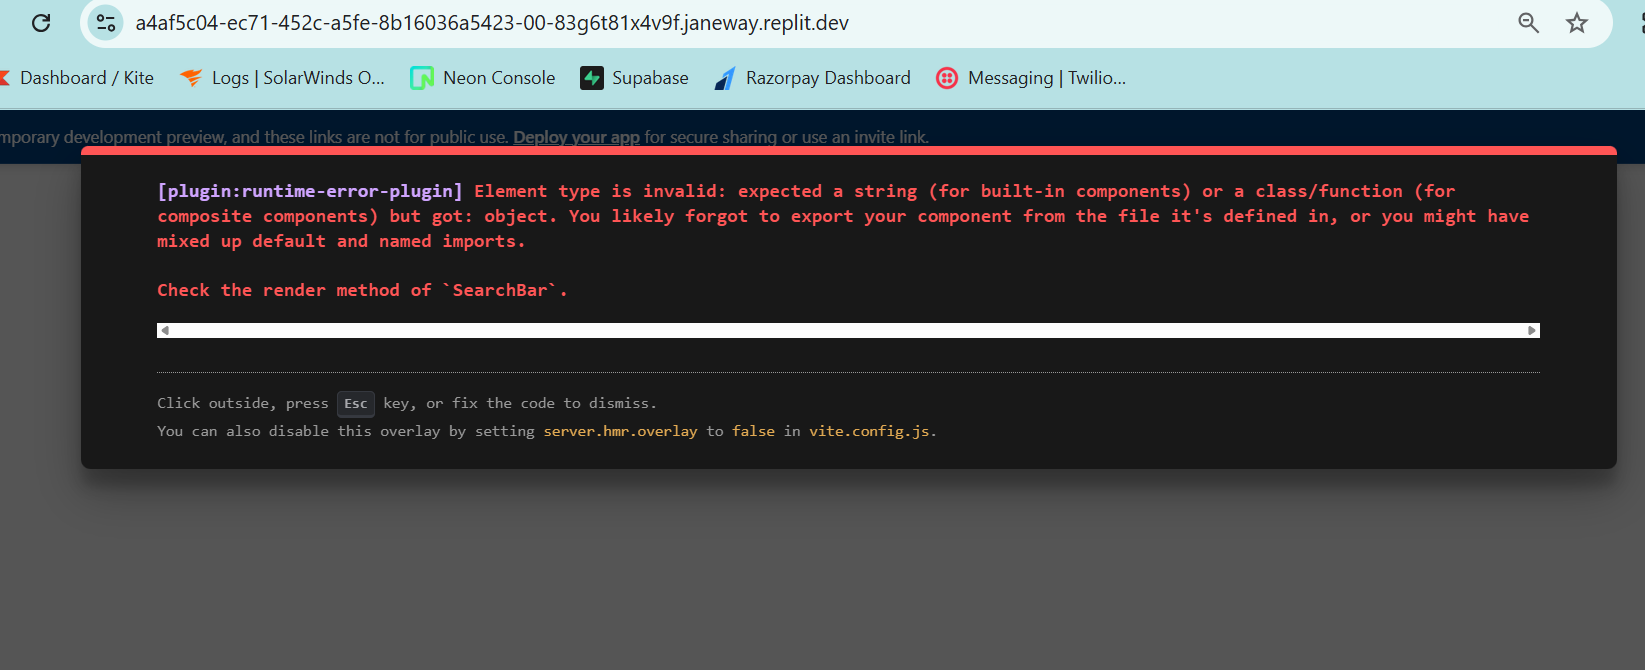 a4af5c04-ec71-452c-a5fe-8b16036a5423-00-83g6t81x4v9f.janeway.replit.dev
Dashboard / Kite Logs | SolarWinds O... Neon Console Supabase Razorpay Dashboard Messaging | Twilio...
mporary development preview, and these links are not for public use. Deploy your app for secure sharing or use an invite link.
[plugin:runtime-error-plugin] Element type is invalid: expected a string (for built-in components) or a class/function (for
composite components) but got: object. You likely forgot to export your component from the file it's defined in, or you might have
mixed up default and named imports.
Check the render method of `SearchBar`.
Click outside, press Esc key, or fix the code to dismiss.
You can also disable this overlay by setting server.hmr.overlay to false in vite.config.js.